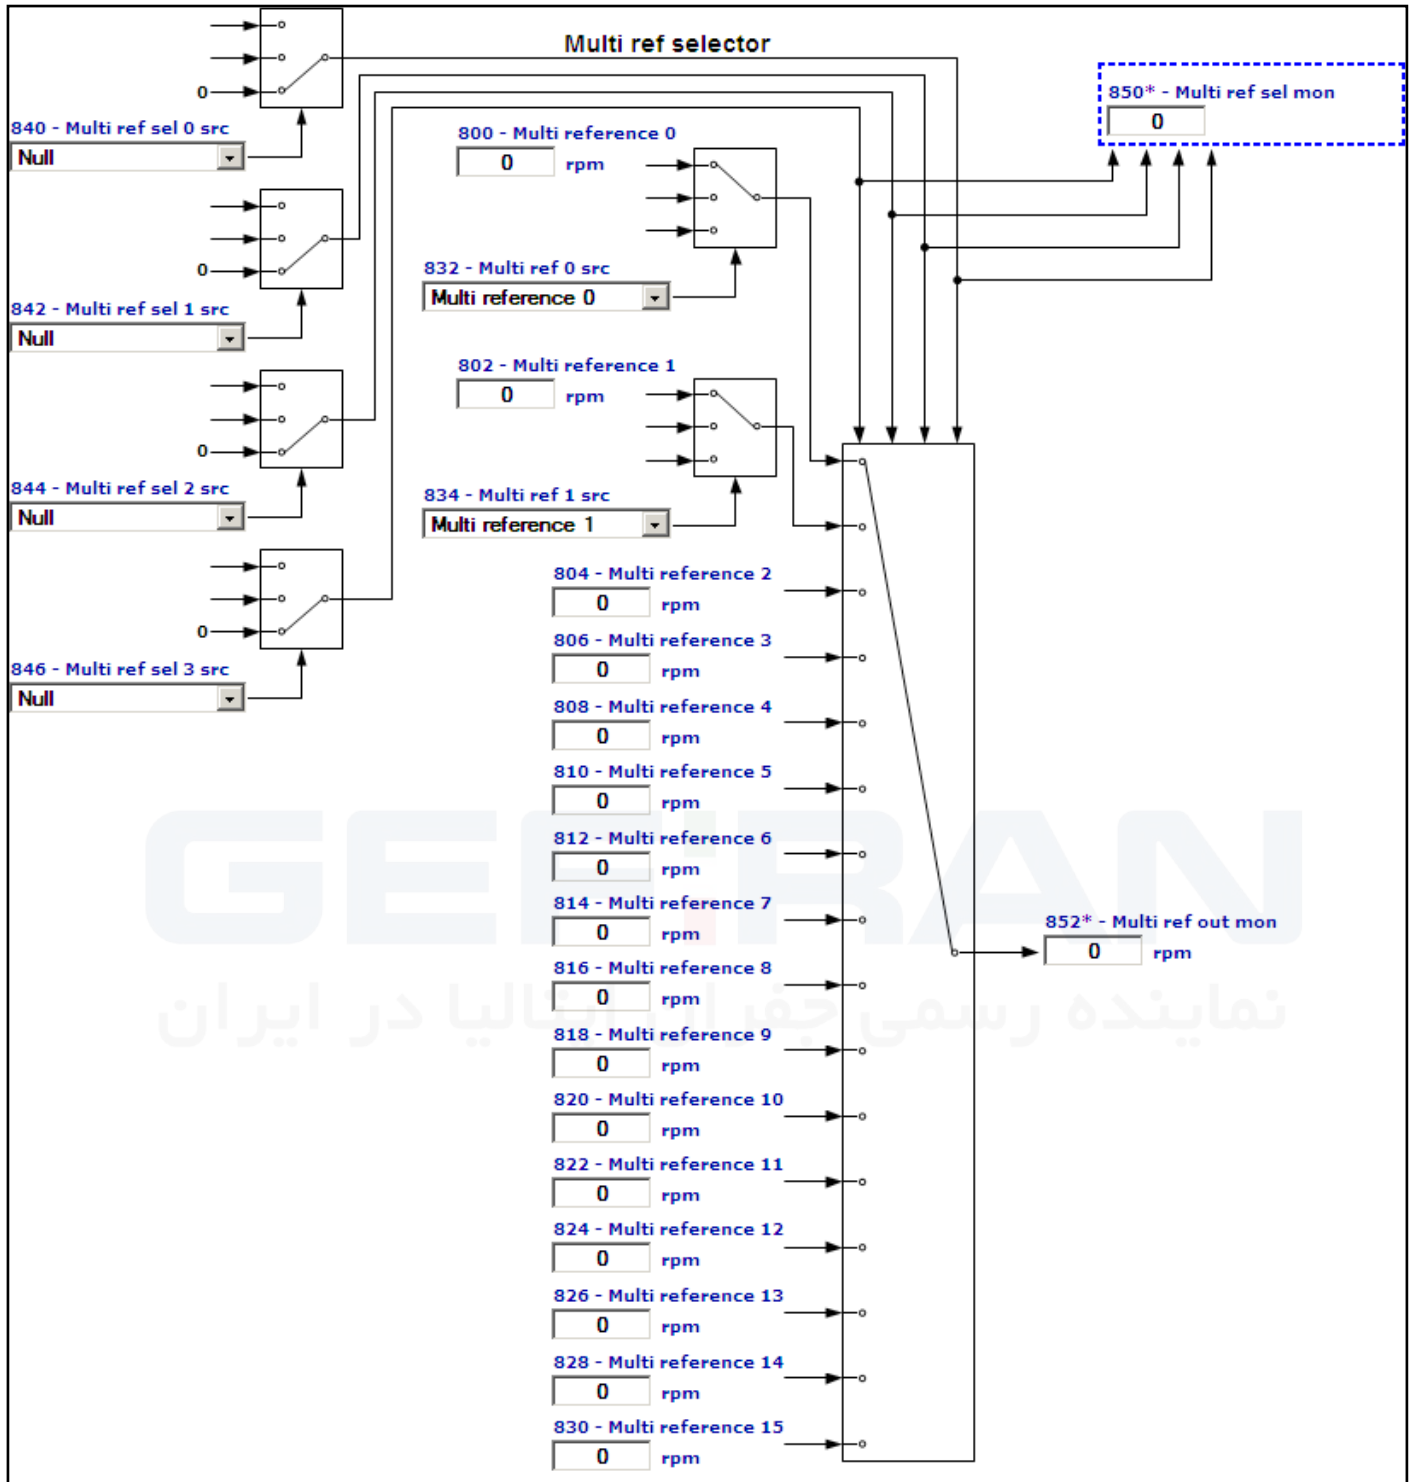 Multi ref selector
0
840 - Multi ref sel 0 src
Null
0
842 - Multi ref sel 1 src
Null
0
844 - Multi ref sel 2 src
Null
0
846 - Multi ref sel 3 src
Null
800 - Multi reference 0
0 rpm
832 - Multi ref 0 src
Multi reference 0
802 - Multi reference 1
0 rpm
834 - Multi ref 1 src
Multi reference 1
804 - Multi reference 2
0 rpm
806 - Multi reference 3
0 rpm
808 - Multi reference 4
0 rpm
810 - Multi reference 5
0 rpm
812 - Multi reference 6
0 rpm
814 - Multi reference 7
0 rpm
816 - Multi reference 8
0 rpm
818 - Multi reference 9
0 rpm
820 - Multi reference 10
0 rpm
822 - Multi reference 11
0 rpm
824 - Multi reference 12
0 rpm
826 - Multi reference 13
0 rpm
828 - Multi reference 14
0 rpm
830 - Multi reference 15
0 rpm
850* - Multi ref sel mon
0
852* - Multi ref out mon
0 rpm
GEFIRAN
نماینده رسمی جفران ایتالیا در ایران